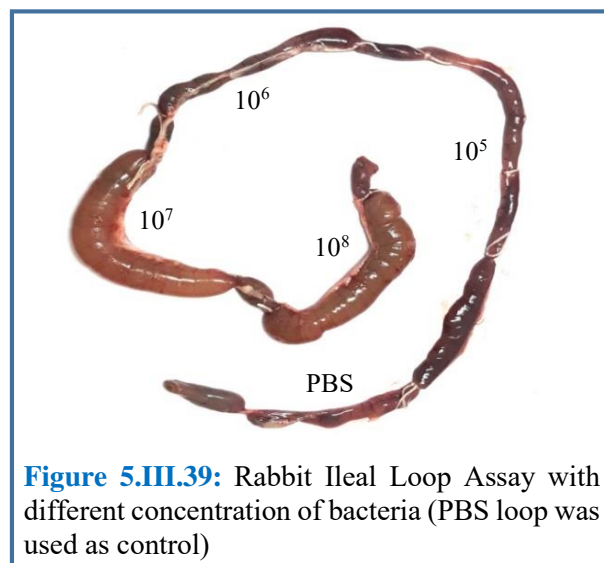 10⁶
10⁵
10⁷
10⁸
PBS
Figure 5.III.39: Rabbit Ileal Loop Assay with
different concentration of bacteria (PBS loop was
used as control)